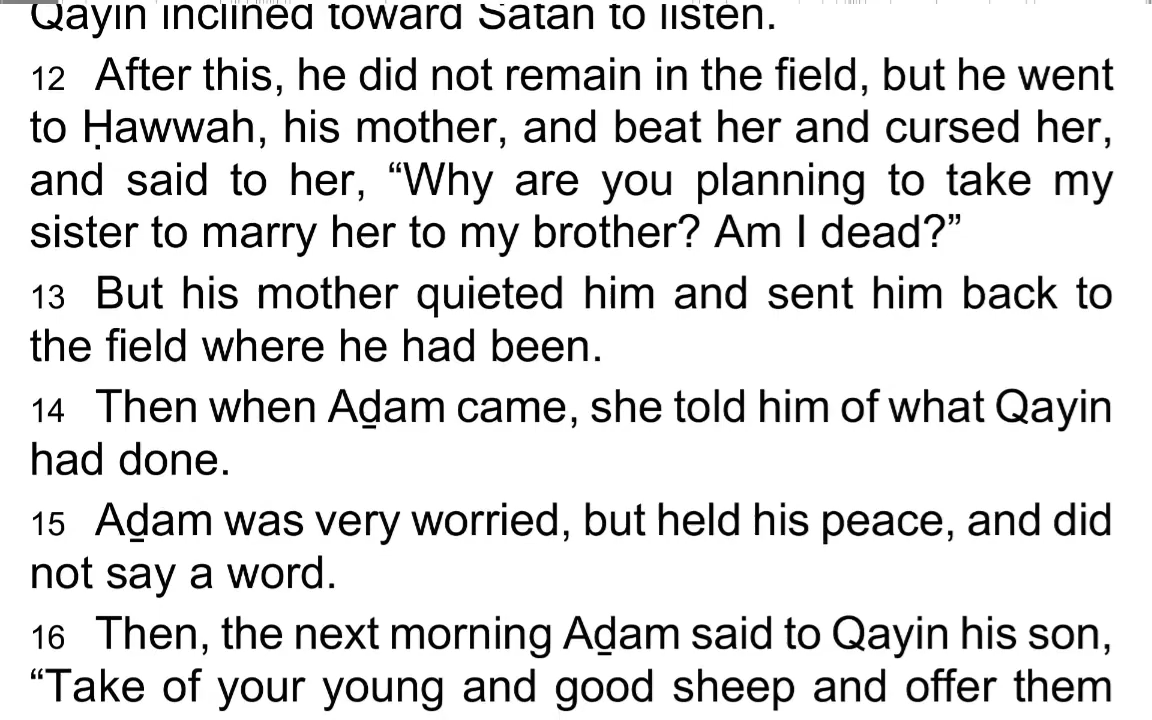 Qayin inclined toward Satan to listen.
12 After this, he did not remain in the field, but he went
to Ḥawwah, his mother, and beat her and cursed her,
and said to her, “Why are you planning to take my
sister to marry her to my brother? Am I dead?”
13 But his mother quieted him and sent him back to
the field where he had been.
14 Then when Aḏam came, she told him of what Qayin
had done.
15 Aḏam was very worried, but held his peace, and did
not say a word.
16 Then, the next morning Aḏam said to Qayin his son,
“Take of your young and good sheep and offer them